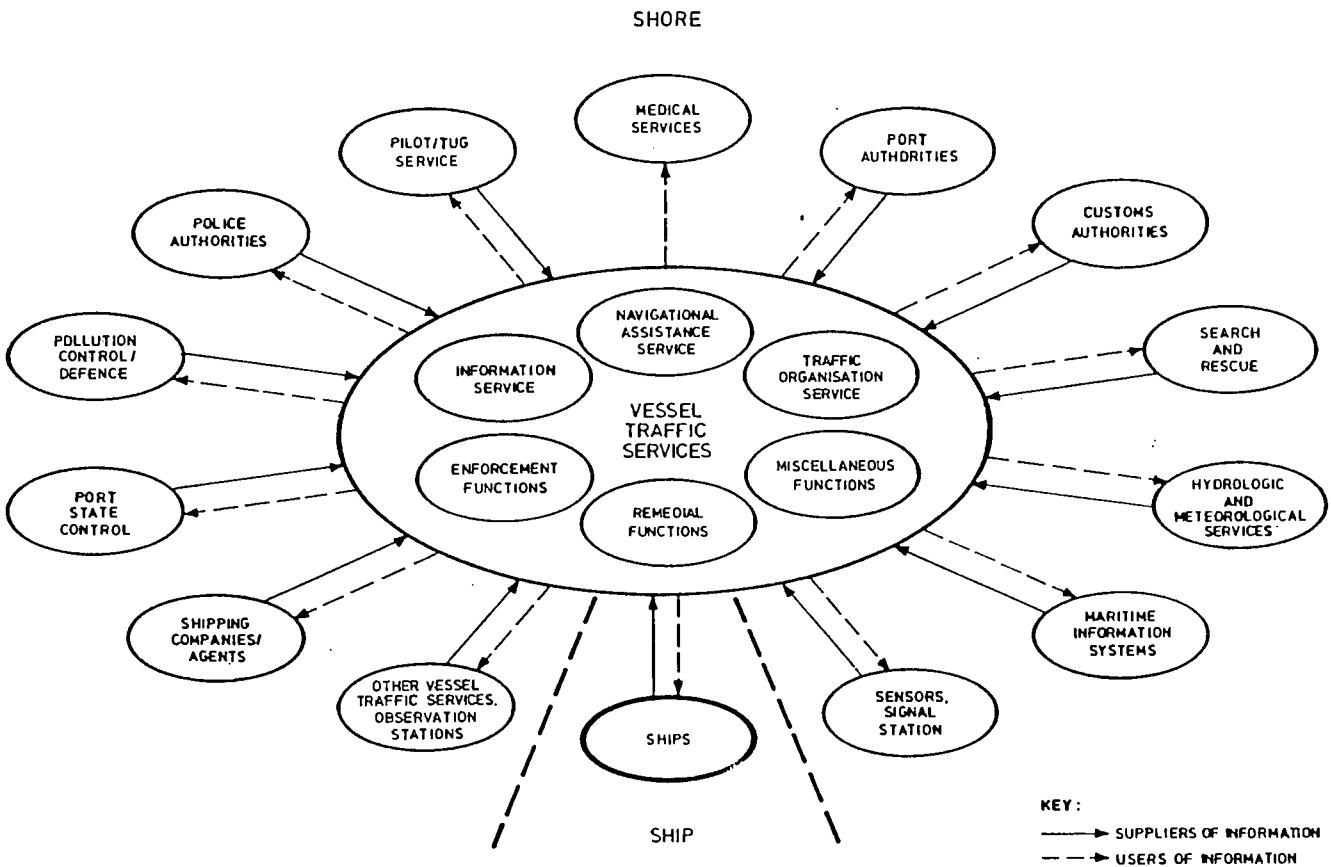 SHORE
MEDICAL
SERVICES
PILOT/TUG
SERVICE
PORT
AUTHORITIES
POLICE
AUTHORITIES
CUSTOMS
AUTHORITIES
POLLUTION
CONTROL/
DEFENCE
SEARCH
AND
RESCUE
NAVIGATIONAL
ASSISTANCE
SERVICE
INFORMATION
SERVICE
TRAFFIC
ORGANISATION
SERVICE
VESSEL
TRAFFIC
SERVICES
ENFORCEMENT
FUNCTIONS
MISCELLANEOUS
FUNCTIONS
REMEDIAL
FUNCTIONS
PORT
STATE
CONTROL
HYDROLOGIC
AND
METEOROLOGICAL
SERVICES
SHIPPING
COMPANIES/
AGENTS
MARITIME
INFORMATION
SYSTEMS
OTHER VESSEL
TRAFFIC SERVICES,
OBSERVATION
STATIONS
SHIPS
SENSORS,
SIGNAL
STATION
SHIP
KEY:
SUPPLIERS OF INFORMATION
USERS OF INFORMATION